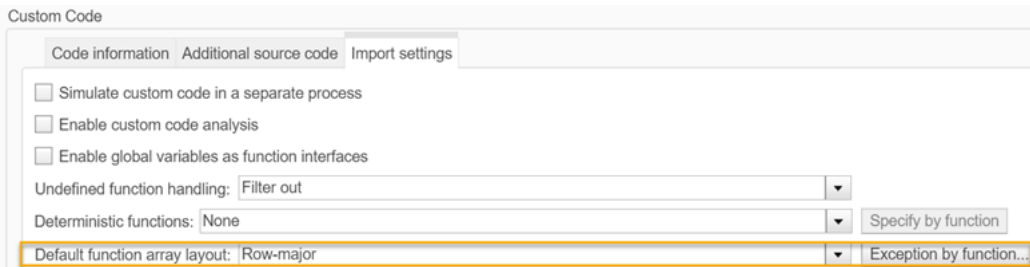 Custom Code
Code information Additional source code Import settings
Simulate custom code in a separate process
Enable custom code analysis
Enable global variables as function interfaces
Undefined function handling: Filter out
Deterministic functions: None Specify by function
Default function array layout: Row-major Exception by function...